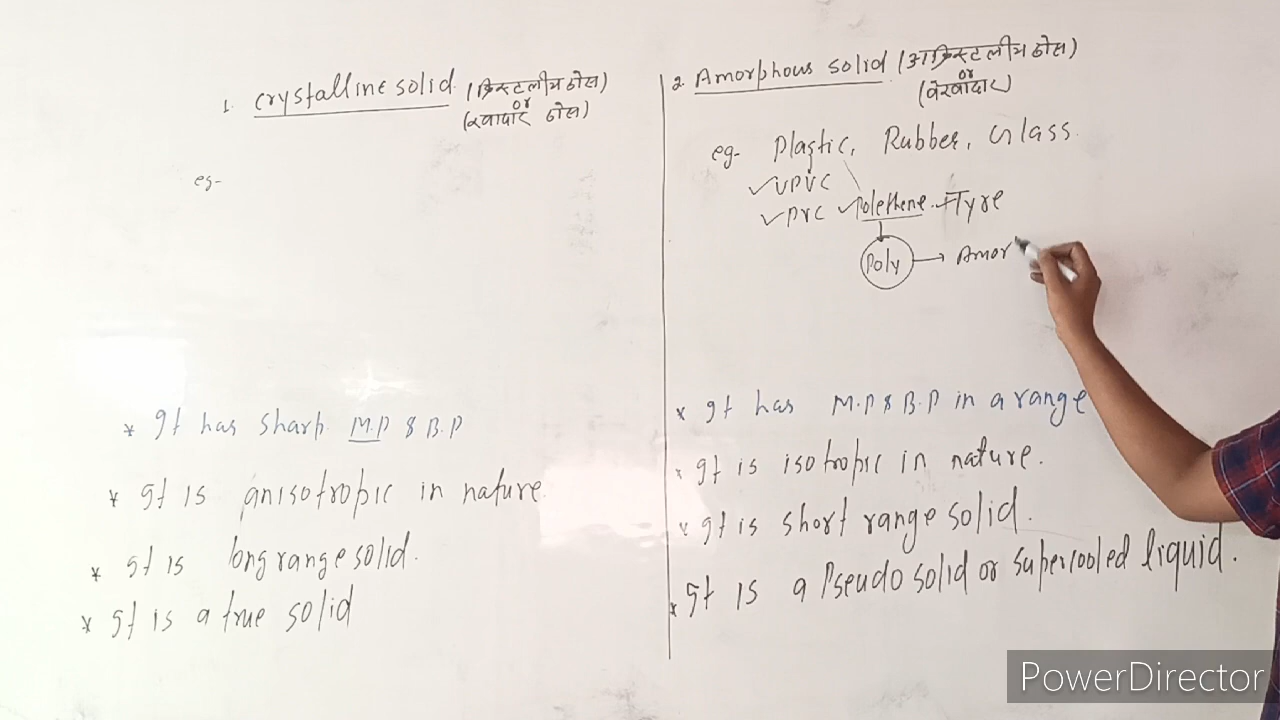 1. Crystalline solid (क्रिस्टलीय ठोस)
or
(रवादार ठोस)
eg-
* It has sharp M.P & B.P
* It is anisotropic in nature.
* It is long range solid.
* It is a true solid
2. Amorphous solid (अक्रिस्टलीय ठोस)
or
(बेरवादार)
eg- Plastic, Rubber, Glass.
✓UPVC
✓PVC ✓Polethene. Tyre
Poly → Amor
* It has M.P & B.P in a range
* It is isotropic in nature.
* It is short range solid.
* It is a Pseudo solid or supercooled liquid.
PowerDirector